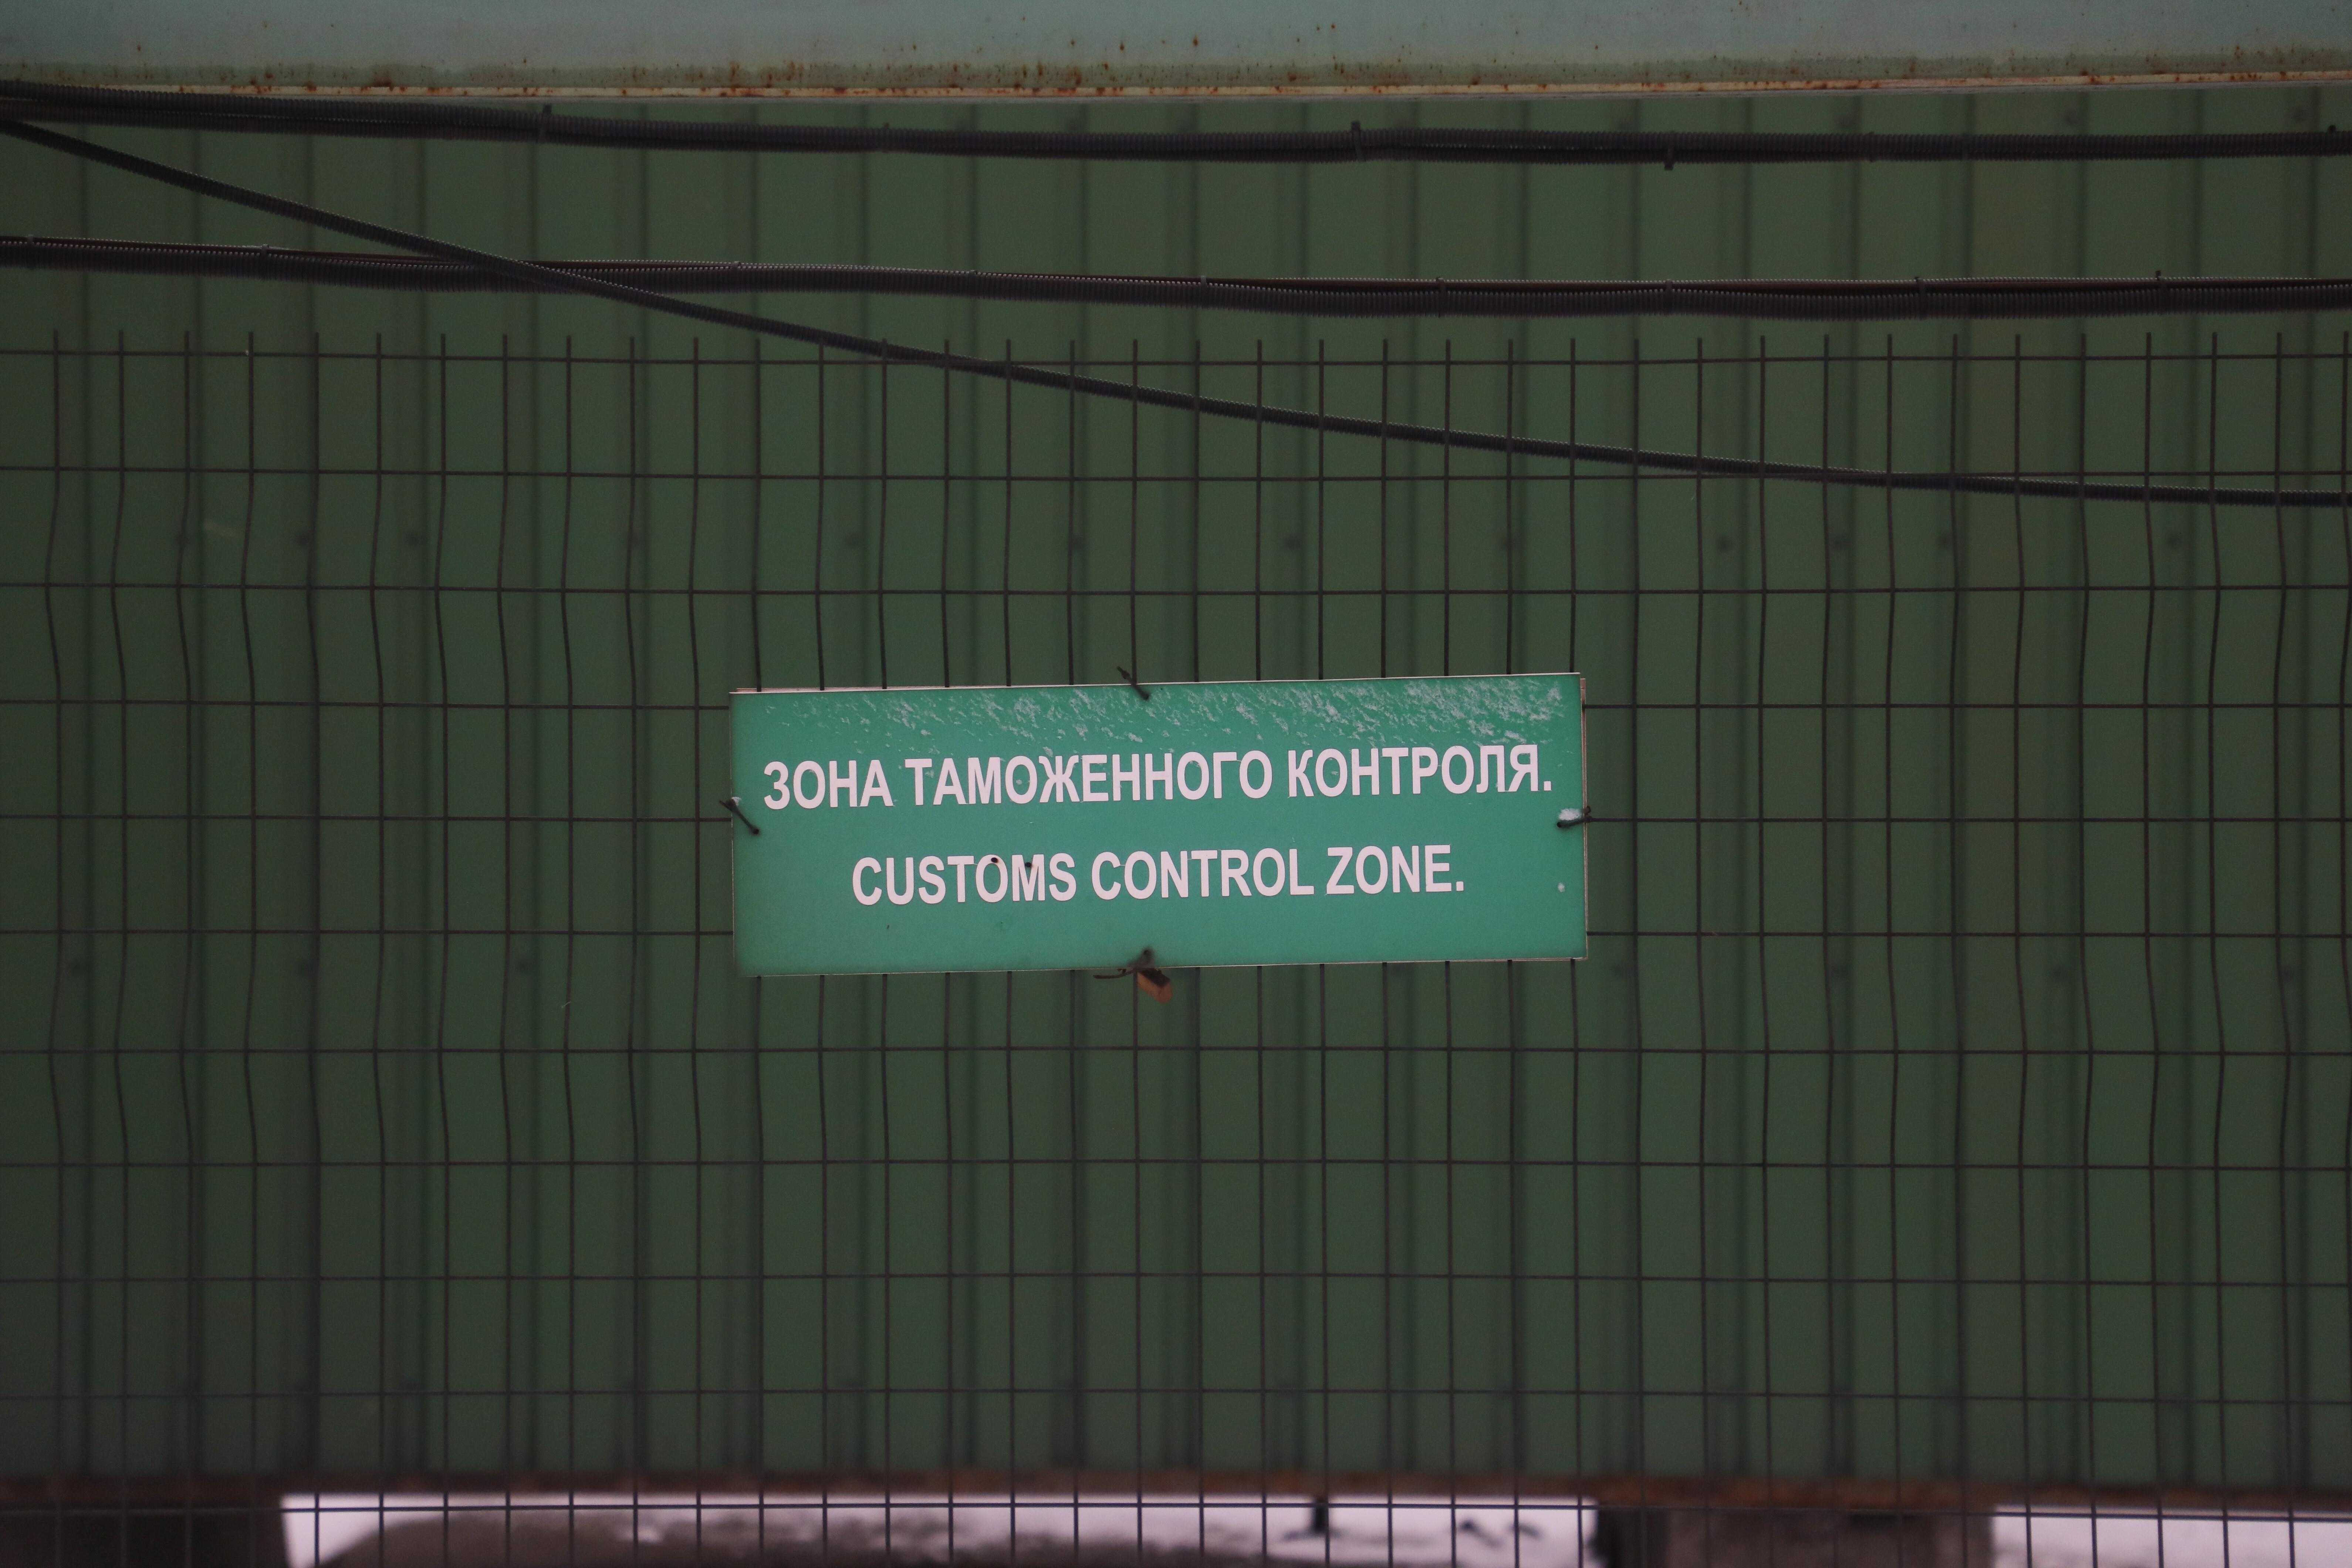 ЗОНА ТАМОЖЕННОГО КОНТРОЛЯ.
CUSTOMS CONTROL ZONE.